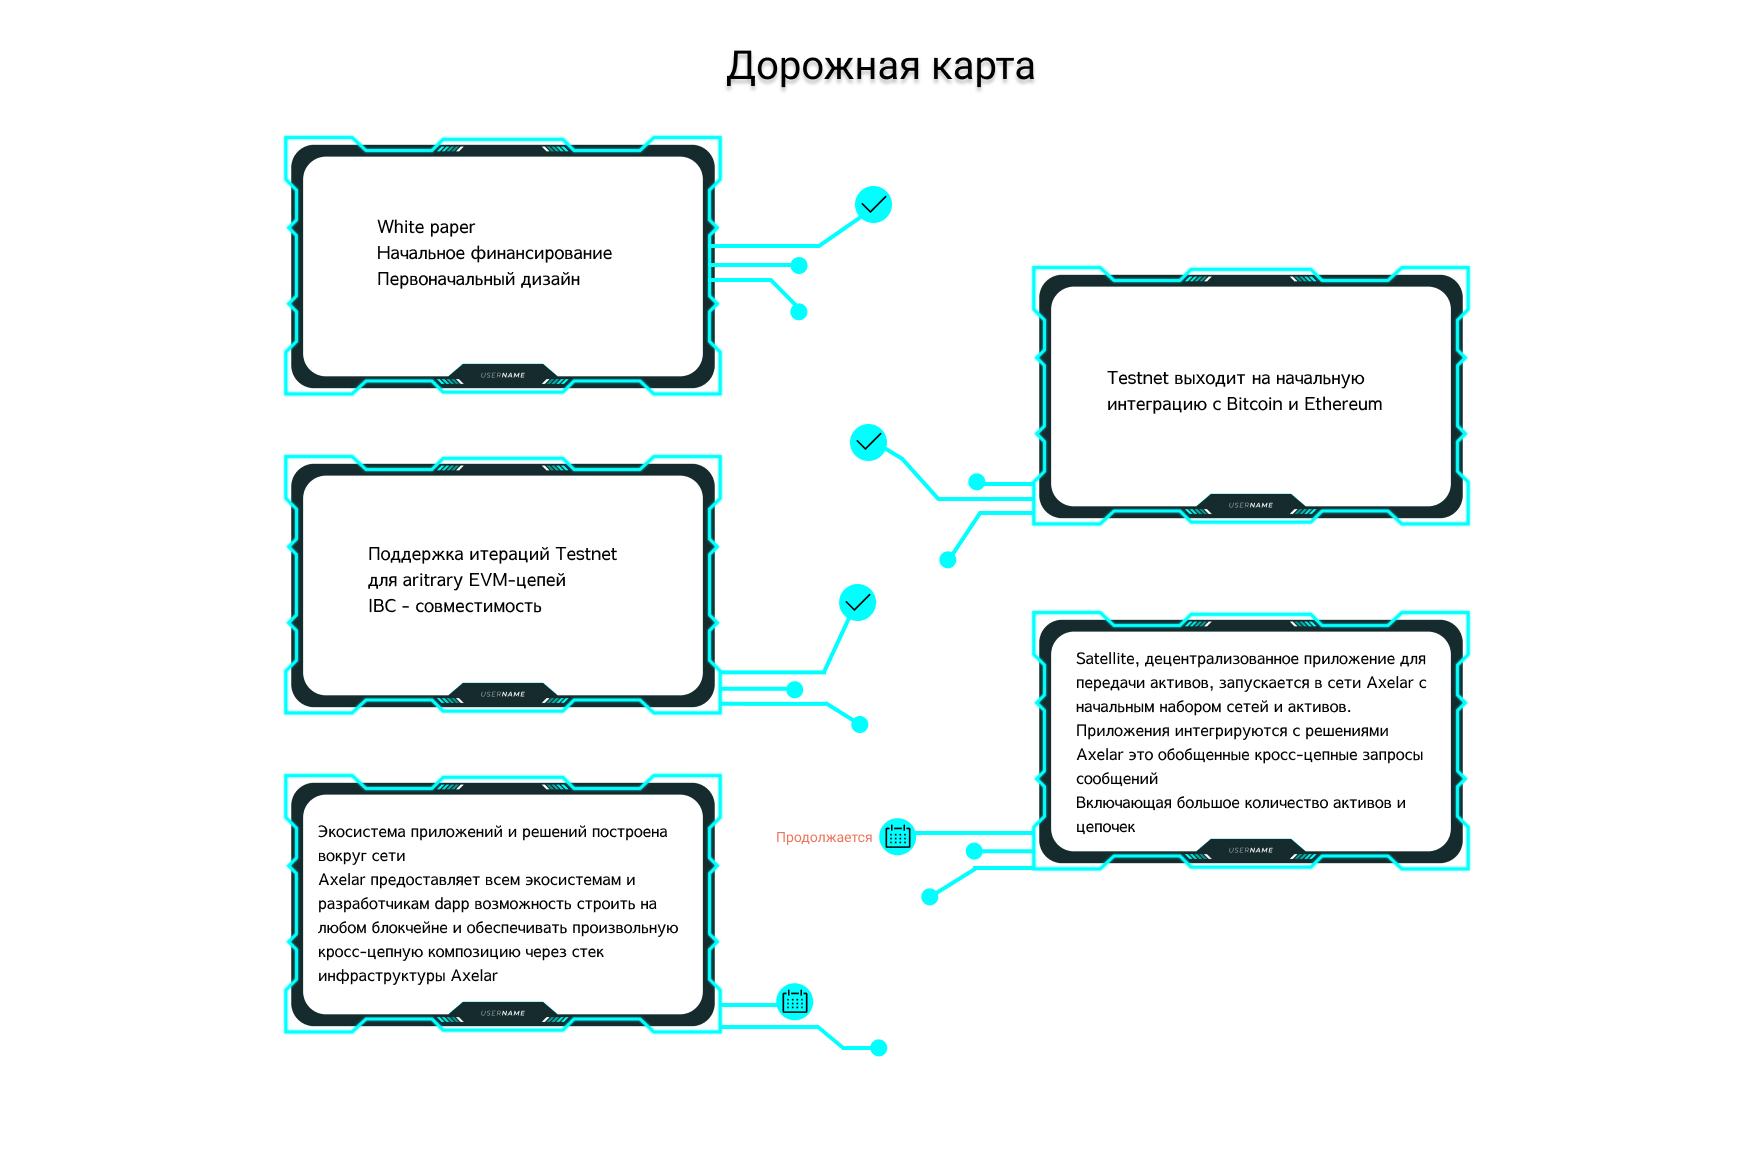 Дорожная карта
White paper
Начальное финансирование
Первоначальный дизайн
USERNAME
Testnet выходит на начальную
интеграцию с Bitcoin и Ethereum
USERNAME
Поддержка итераций Testnet
для aritrary EVM-цепей
IBC - совместимость
USERNAME
Satellite, децентрализованное приложение для
передачи активов, запускается в сети Axelar с
начальным набором сетей и активов.
Приложения интегрируются с решениями
Axelar это обобщенные кросс-цепные запросы
сообщений
Включающая большое количество активов и
цепочек
USERNAME
Продолжается
Экосистема приложений и решений построена
вокруг сети
Axelar предоставляет всем экосистемам и
разработчикам dapp возможность строить на
любом блокчейне и обеспечивать произвольную
кросс-цепную композицию через стек
инфраструктуры Axelar
USERNAME